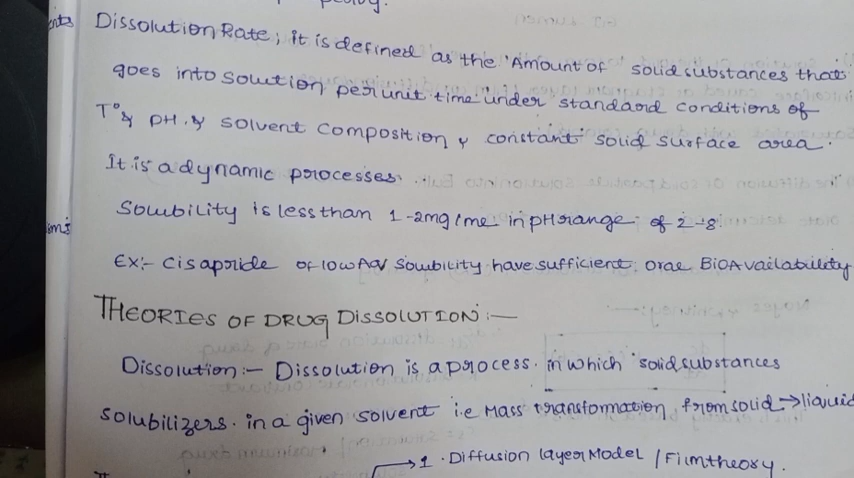 Dissolution Rate; it is defined as the 'Amount of solid substances that
goes into solution per unit time under standard conditions of
T° & pH. & solvent composition & constant solid surface area.
It is a dynamic processes.
Solubility is less than 1-2mg/ml in pH range of 2-8.
Ex:- cisapride of low Aq solubility have sufficient oral BiOAvailability
THEORIES OF DRUG DISSOLUTION :—
Dissolution :— Dissolution is a process in which solid substances
solubilizers. in a given solvent i.e Mass transformation from solid → liquid
→ 1. Diffusion layer Model / Film theory.